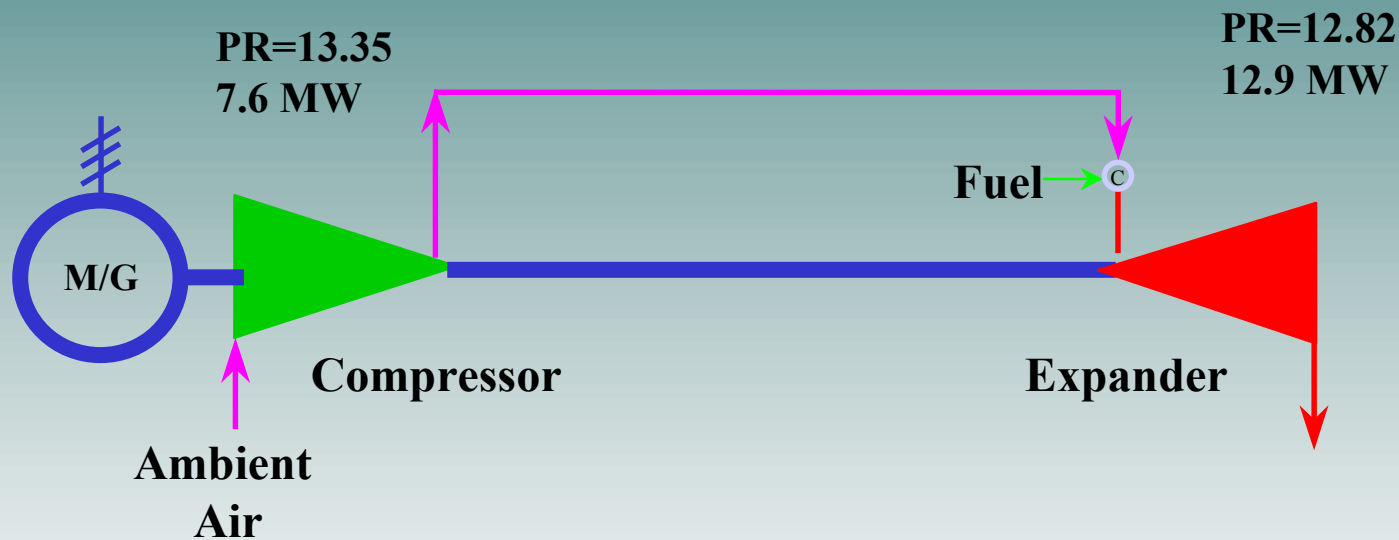 PR=13.35
7.6 MW
PR=12.82
12.9 MW
Fuel
C
M/G
Compressor
Expander
Ambient
Air